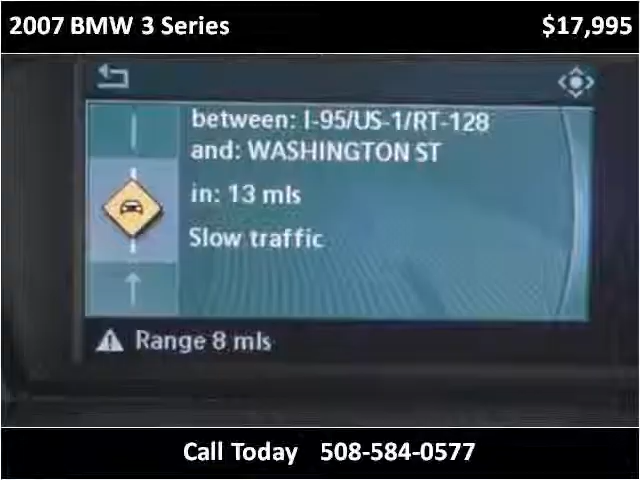 2007 BMW 3 Series $17,995
between: I-95/US-1/RT-128
and: WASHINGTON ST
in: 13 mls
Slow traffic
Range 8 mls
Call Today 508-584-0577